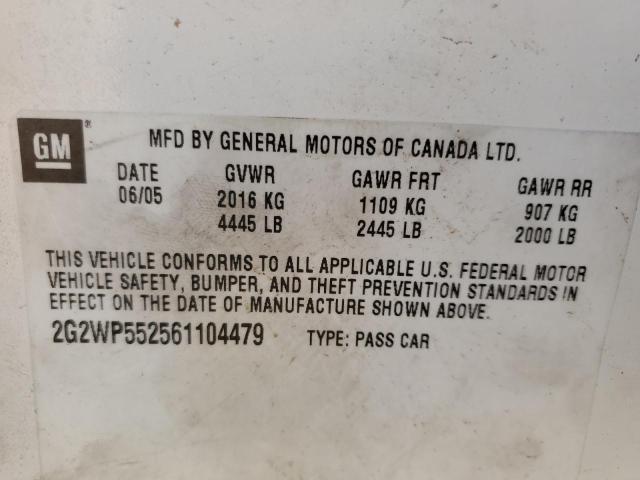 GM® MFD BY GENERAL MOTORS OF CANADA LTD.
DATE GVWR GAWR FRT GAWR RR
06/05 2016 KG 1109 KG 907 KG
4445 LB 2445 LB 2000 LB
THIS VEHICLE CONFORMS TO ALL APPLICABLE U.S. FEDERAL MOTOR
VEHICLE SAFETY, BUMPER, AND THEFT PREVENTION STANDARDS IN
EFFECT ON THE DATE OF MANUFACTURE SHOWN ABOVE.
2G2WP552561104479 TYPE: PASS CAR